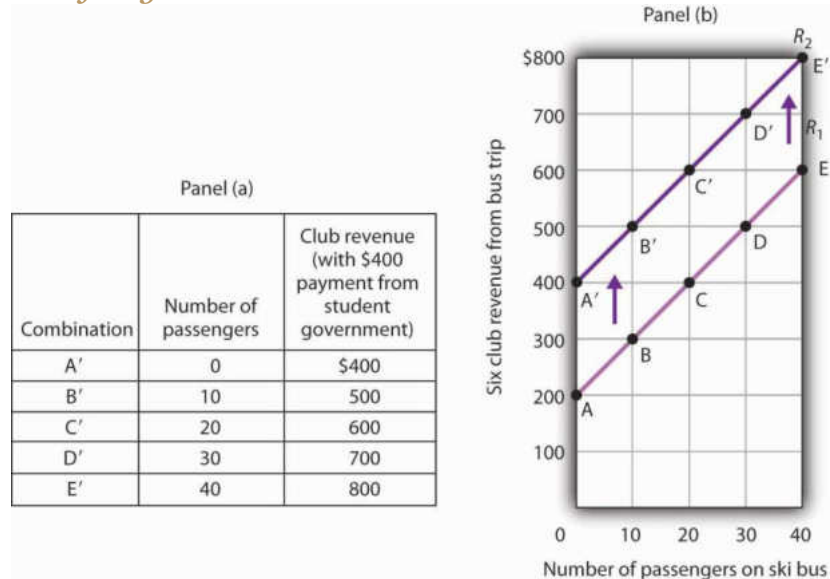 Panel (a)
Combination
Number of
passengers
Club revenue
(with $400
payment from
student
government)
A′ 0 $400
B′ 10 500
C′ 20 600
D′ 30 700
E′ 40 800
Panel (b)
Six club revenue from bus trip
$800
700
600
500
400
300
200
100
0 10 20 30 40
Number of passengers on ski bus
R2
E′
D′
R1
E
C′
B′
D
A′
C
B
A